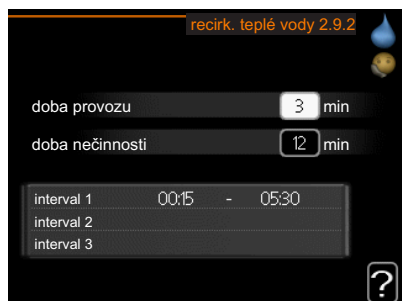 recirk. teplé vody 2.9.2
doba provozu 3 min
doba nečinnosti 12 min
interval 1 00:15 - 05:30
interval 2
interval 3
?